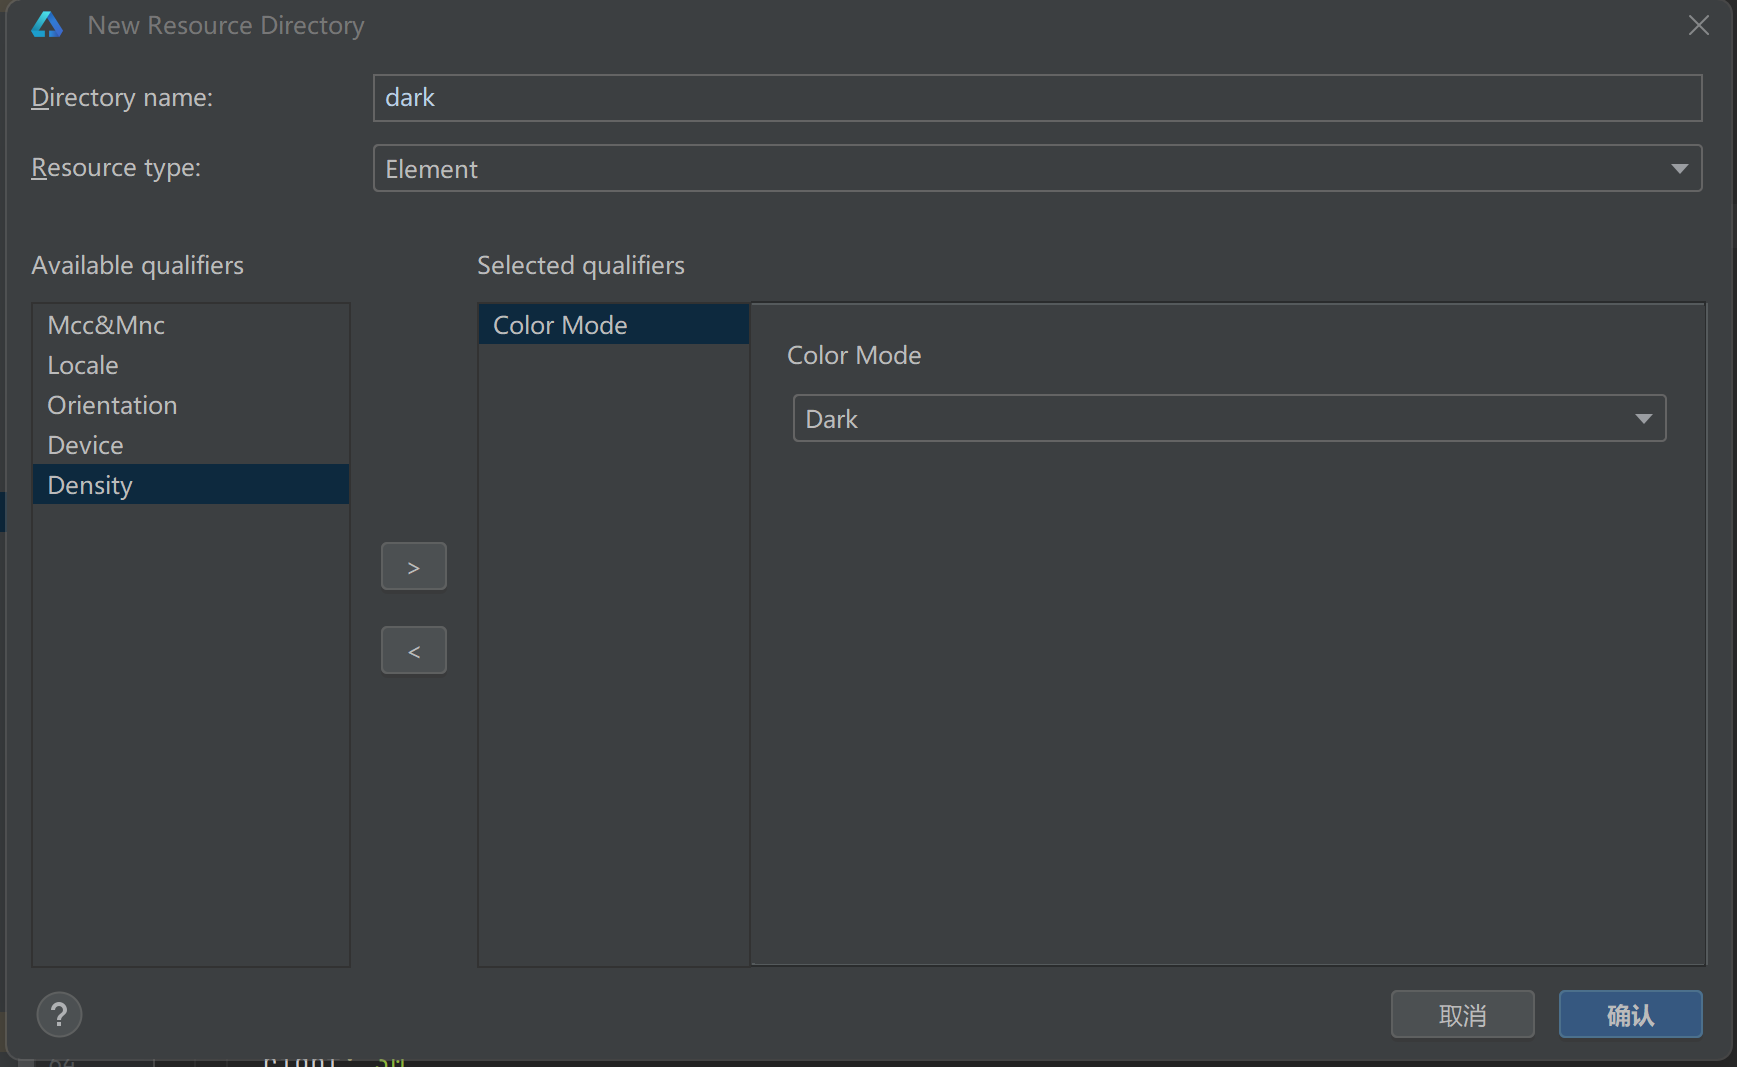 New Resource Directory
Directory name:
dark
Resource type:
Element
Available qualifiers
Selected qualifiers
Mcc&Mnc
Locale
Orientation
Device
Density
>
<
Color Mode
Color Mode
Dark
?
取消
确认